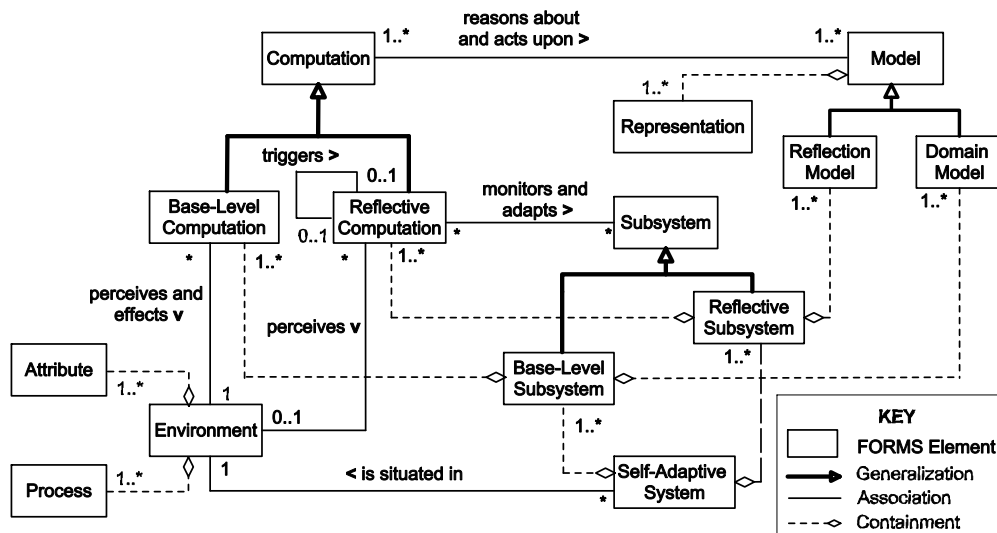 reasons about
and acts upon >
1..*
1..*
Computation
Model
1..*
Representation
triggers >
0..1
Reflection
Model
Domain
Model
monitors and
adapts >
1..*
1..*
Base-Level
Computation
Reflective
Computation
Subsystem
0..1
*
*
*
1..*
*
1..*
perceives and
effects v
perceives v
Reflective
Subsystem
1..*
Attribute
1..*
Base-Level
Subsystem
1
0..1
1..*
Environment
KEY
FORMS Element
1..*
1
< is situated in
*
Self-Adaptive
System
Generalization
Process
Association
Containment